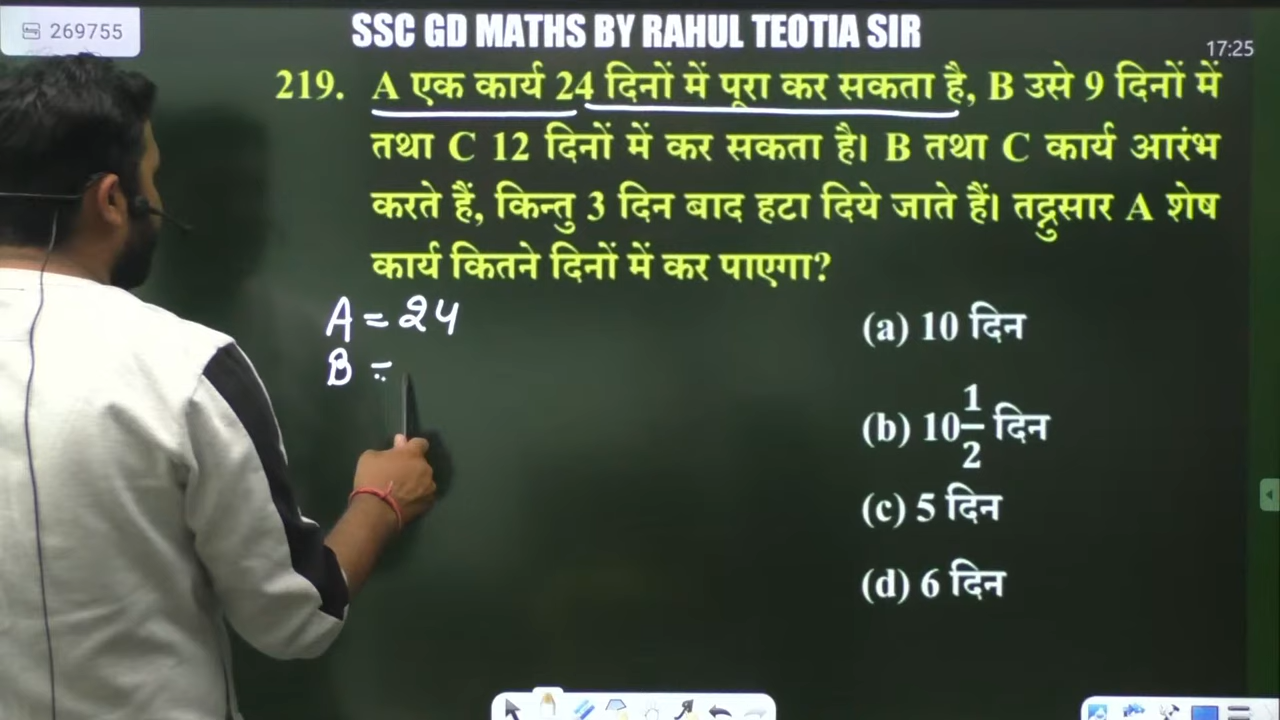 269755
SSC GD MATHS BY RAHUL TEOTIA SIR
17:25
219. A एक कार्य 24 दिनों में पूरा कर सकता है, B उसे 9 दिनों में
तथा C 12 दिनों में कर सकता है। B तथा C कार्य आरंभ
करते हैं, किन्तु 3 दिन बाद हटा दिये जाते हैं। तद्नुसार A शेष
कार्य कितने दिनों में कर पाएगा?
A = 24
B =
(a) 10 दिन
(b) 10 1/2 दिन
(c) 5 दिन
(d) 6 दिन